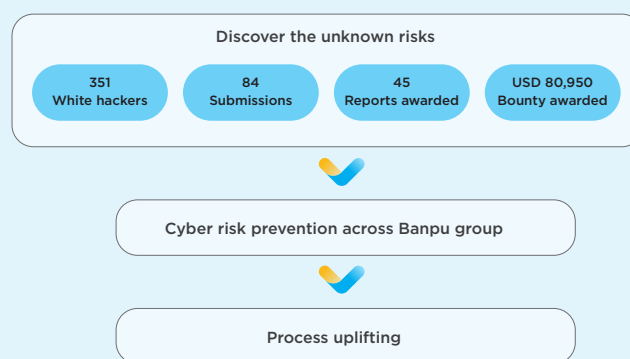 Discover the unknown risks
351
White hackers
84
Submissions
45
Reports awarded
USD 80,950
Bounty awarded
Cyber risk prevention across Banpu group
Process uplifting